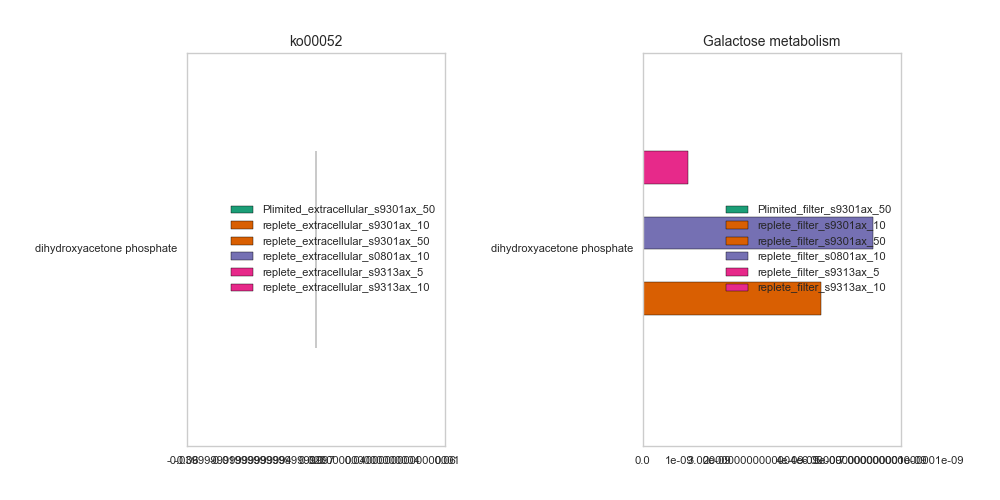 ko00052
Galactose metabolism
dihydroxyacetone phosphate
Plimited_extracellular_s9301ax_50
replete_extracellular_s9301ax_10
replete_extracellular_s9301ax_50
replete_extracellular_s0801ax_10
replete_extracellular_s9313ax_5
replete_extracellular_s9313ax_10
dihydroxyacetone phosphate
Plimited_filter_s9301ax_50
replete_filter_s9301ax_10
replete_filter_s9301ax_50
replete_filter_s0801ax_10
replete_filter_s9313ax_5
replete_filter_s9313ax_10
0.0
1e-09